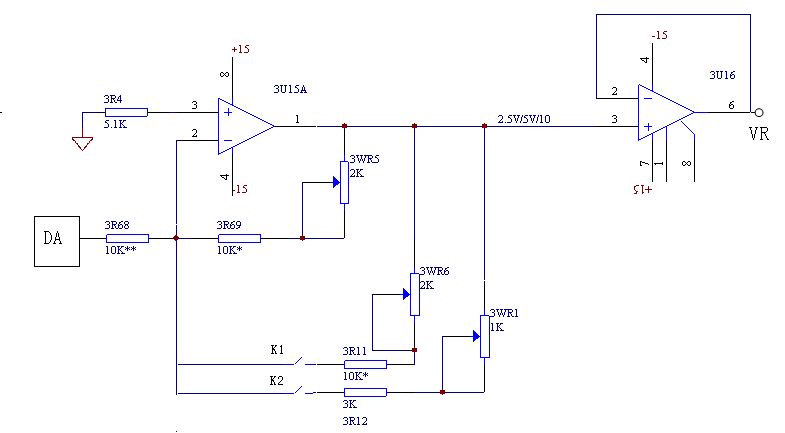 +15
-15
3U15A
8
4
3U16
3R4
3
2
1
2.5V/5V/10
2
3
6
5.1K
VR
4
-15
7
1
8
+15
3WR5
2K
DA
3R68
3R69
10K**
10K*
3WR6
2K
3WR1
1K
K1
3R11
10K*
K2
3K
3R12